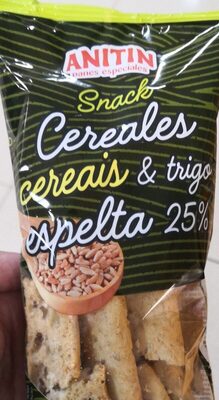 ANITIN
panes especiales
Snack
Cereales
cereais & trigo
espelta 25%